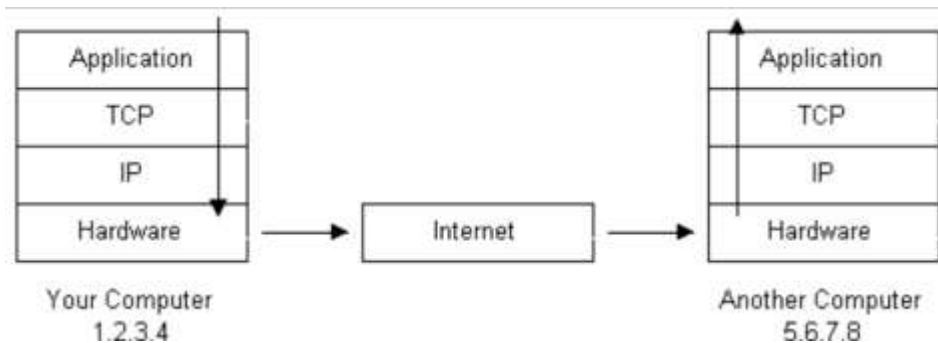 Application
TCP
IP
Hardware
Your Computer
1.2.3.4
Internet
Application
TCP
IP
Hardware
Another Computer
5.6.7.8